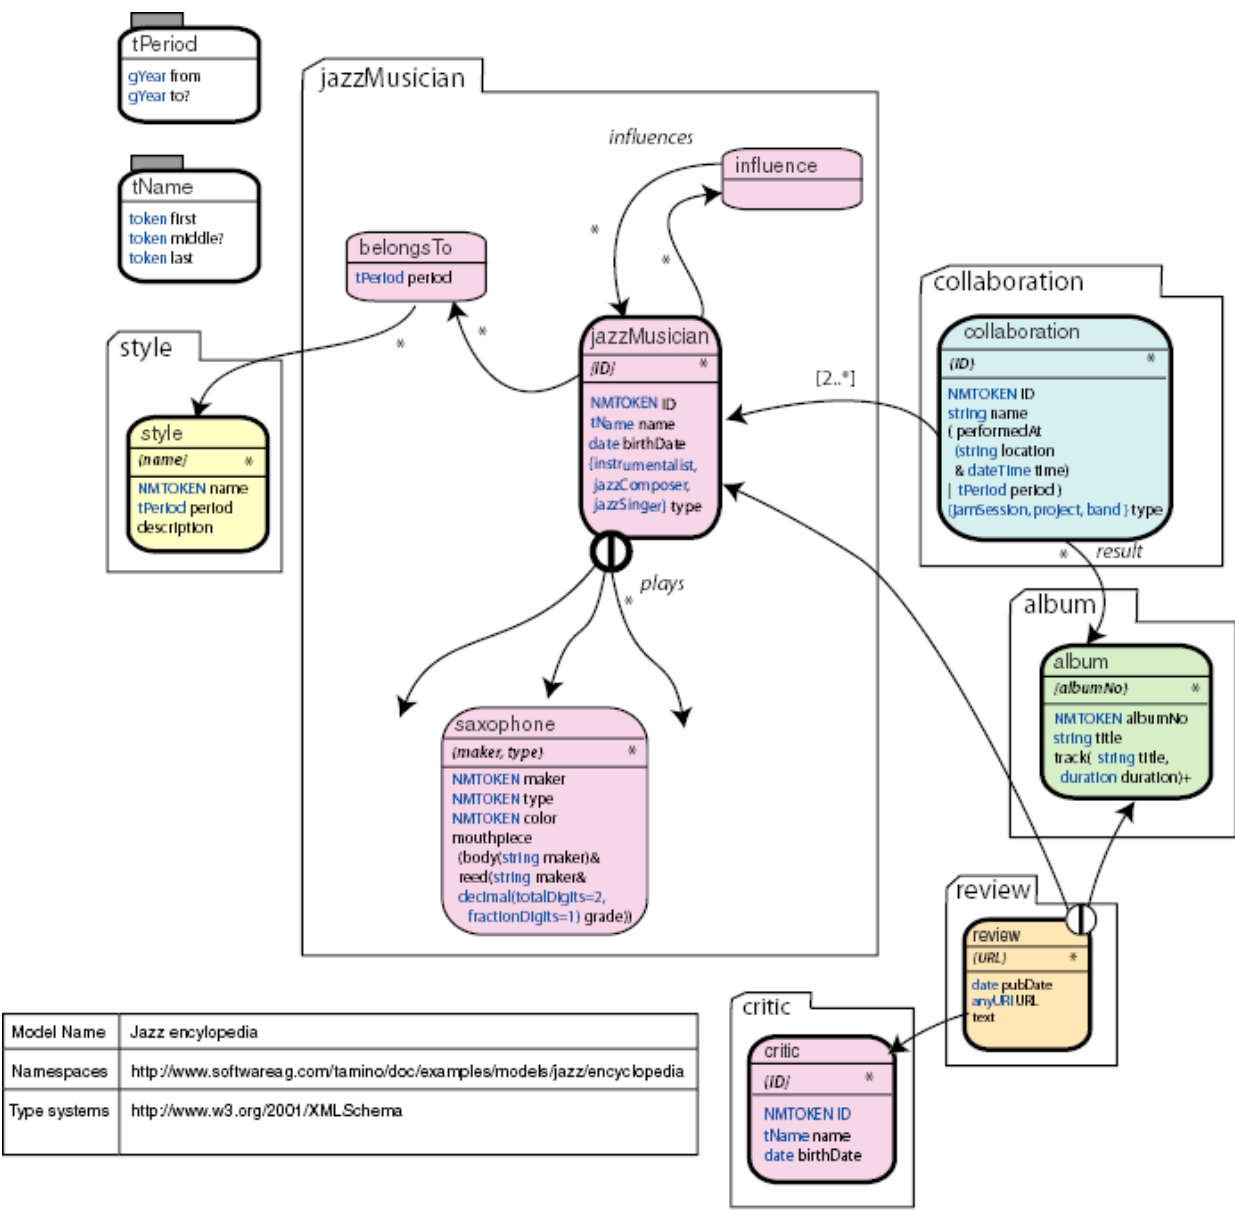 tPeriod
gYear from
gYear to?
tName
token first
token middle?
token last
jazzMusician
influences
influence
*
*
belongsTo
tPeriod period
*
*
jazzMusician
{ID} *
NMTOKEN ID
tName name
date birthDate
{instrumentalist,
jazzComposer,
jazzSinger} type
plays
*
saxophone
{maker, type} *
NMTOKEN maker
NMTOKEN type
NMTOKEN color
mouthpiece
(body(string maker)&
reed(string maker&
decimal(totalDigits=2,
fractionDigits=1) grade))
style
style
{name} *
NMTOKEN name
tPeriod period
description
collaboration
collaboration
{ID} *
NMTOKEN ID
string name
( performedAt
(string location
& dateTime time)
| tPeriod period )
{jamSession, project, band } type
[2..*]
* result
album
album
{albumNo} *
NMTOKEN albumNo
string title
track( string title,
duration duration)+
review
review
{URL} *
date pubDate
anyURI URL
text
critic
critic
{ID} *
NMTOKEN ID
tName name
date birthDate
Model Name Jazz encylopedia
Namespaces http://www.softwareag.com/tamino/doc/examples/models/jazz/encyclopedia
Type systems http://www.w3.org/2001/XMLSchema